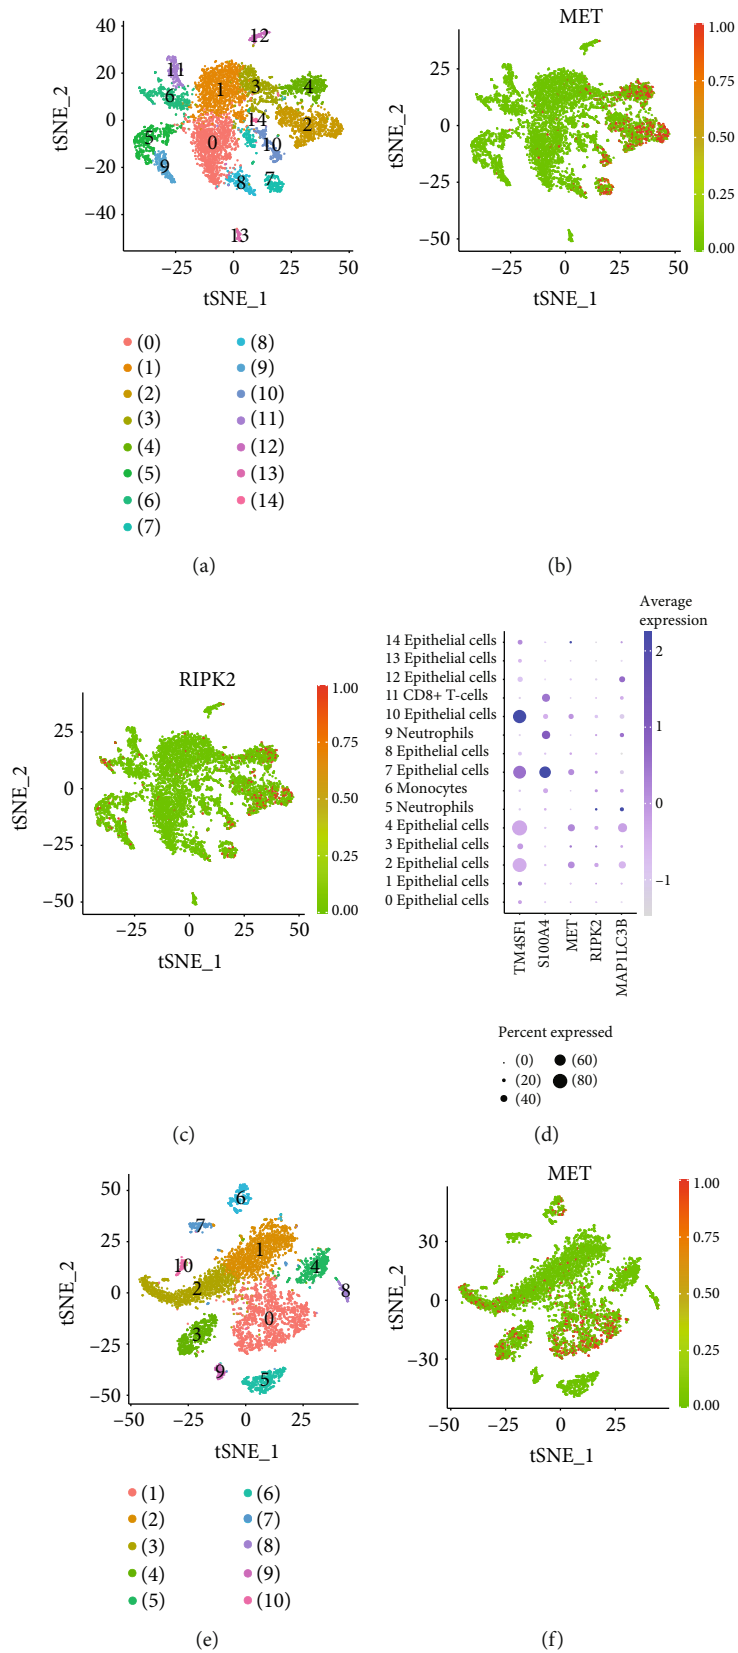 40
20
0
−20
−40
tSNE_2
−25
0
25
50
tSNE_1
12
11
6
3
1
4
14
2
5
0
10
9
8
7
13
MET
25
0
−25
−50
tSNE_2
−25
0
25
50
tSNE_1
1.00
0.75
0.50
0.25
0.00
(0)
(1)
(2)
(3)
(4)
(5)
(6)
(7)
(8)
(9)
(10)
(11)
(12)
(13)
(14)
(a)
(b)
RIPK2
25
0
−25
−50
tSNE_2
−25
0
25
50
tSNE_1
1.00
0.75
0.50
0.25
0.00
(c)
Average
expression
2
1
0
−1
14 Epithelial cells
13 Epithelial cells
12 Epithelial cells
11 CD8+ T-cells
10 Epithelial cells
9 Neutrophils
8 Epithelial cells
7 Epithelial cells
6 Monocytes
5 Neutrophils
4 Epithelial cells
3 Epithelial cells
2 Epithelial cells
1 Epithelial cells
0 Epithelial cells
TM4SF1
S100A4
MET
RIPK2
MAP1LC3B
Percent expressed
(0)
(20)
(40)
(60)
(80)
(d)
50
25
0
−25
−50
tSNE_2
−50
−25
0
25
tSNE_1
6
7
1
10
4
2
8
0
3
9
5
MET
30
0
−30
tSNE_2
−50
−25
0
25
tSNE_1
1.00
0.75
0.50
0.25
0.00
(1)
(2)
(3)
(4)
(5)
(6)
(7)
(8)
(9)
(10)
(e)
(f)